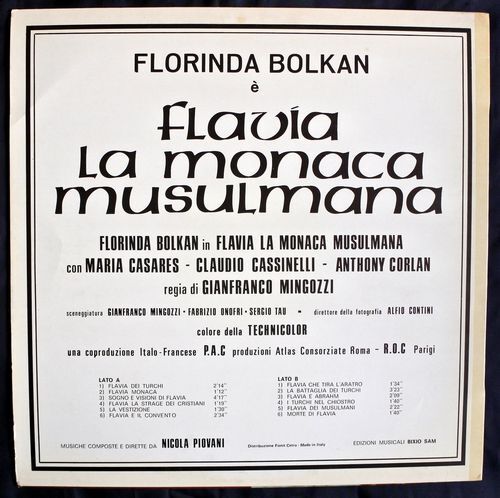 FLORINDA BOLKAN
è
flavía
la monaca
musulmana
FLORINDA BOLKAN in FLAVIA LA MONACA MUSULMANA
con MARIA CASARES - CLAUDIO CASSINELLI - ANTHONY CORLAN
regia di GIANFRANCO MINGOZZI
sceneggiatura GIANFRANCO MINGOZZI - FABRIZIO ONOFRI - SERGIO TAU - direttore della fotografia ALFIO CONTINI
colore della TECHNICOLOR
una coproduzione Italo-Francese P.A.C produzioni Atlas Consorziate Roma - R.O.C Parigi
LATO A
1) FLAVIA DEI TURCHI 2'14"
2) FLAVIA MONACA 1'12"
3) SOGNO E VISIONI DI FLAVIA 4'17"
4) FLAVIA LA STRAGE DEI CRISTIANI 1'19"
5) LA VESTIZIONE 1'30"
6) FLAVIA E IL CONVENTO 2'34"
LATO B
1) FLAVIA CHE TIRA L'ARATRO 1'34"
2) LA BATTAGLIA DEI TURCHI 3'23"
3) FLAVIA E ABRAHM 2'09"
4) I TURCHI NEL CHIOSTRO 1'40"
5) FLAVIA DEI MUSULMANI 2'22"
6) MORTE DI FLAVIA 1'40"
MUSICHE COMPOSTE E DIRETTE DA NICOLA PIOVANI Distribuzione Fonit Cetra - Made in Italy EDIZIONI MUSICALI BIXIO SAM